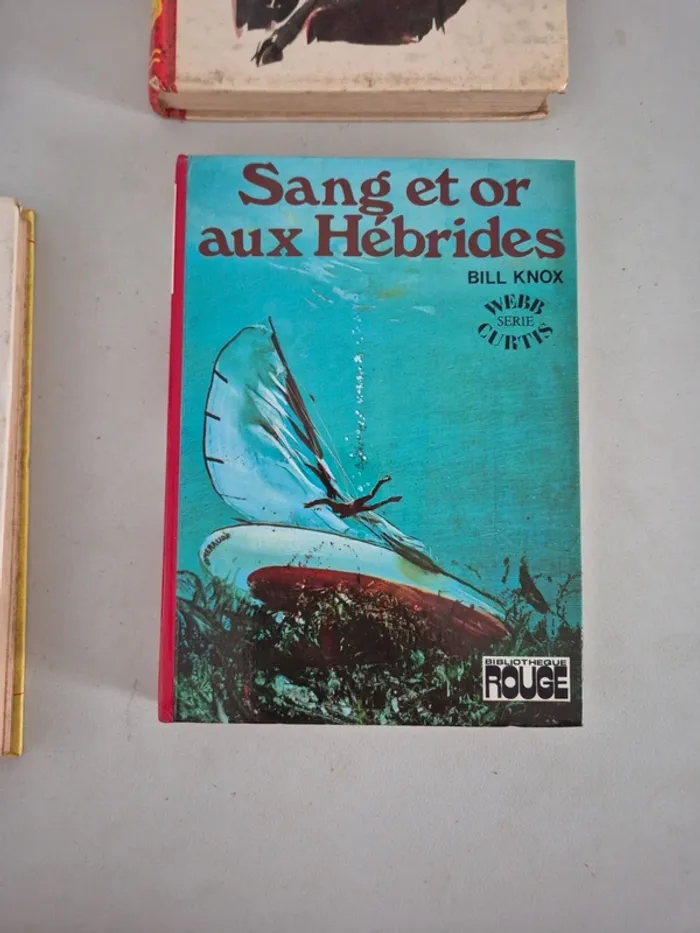 Sang et or
aux Hébrides
BILL KNOX
WEBB
SERIE
CURTIS
BIBLIOTHEQUE
ROUGE